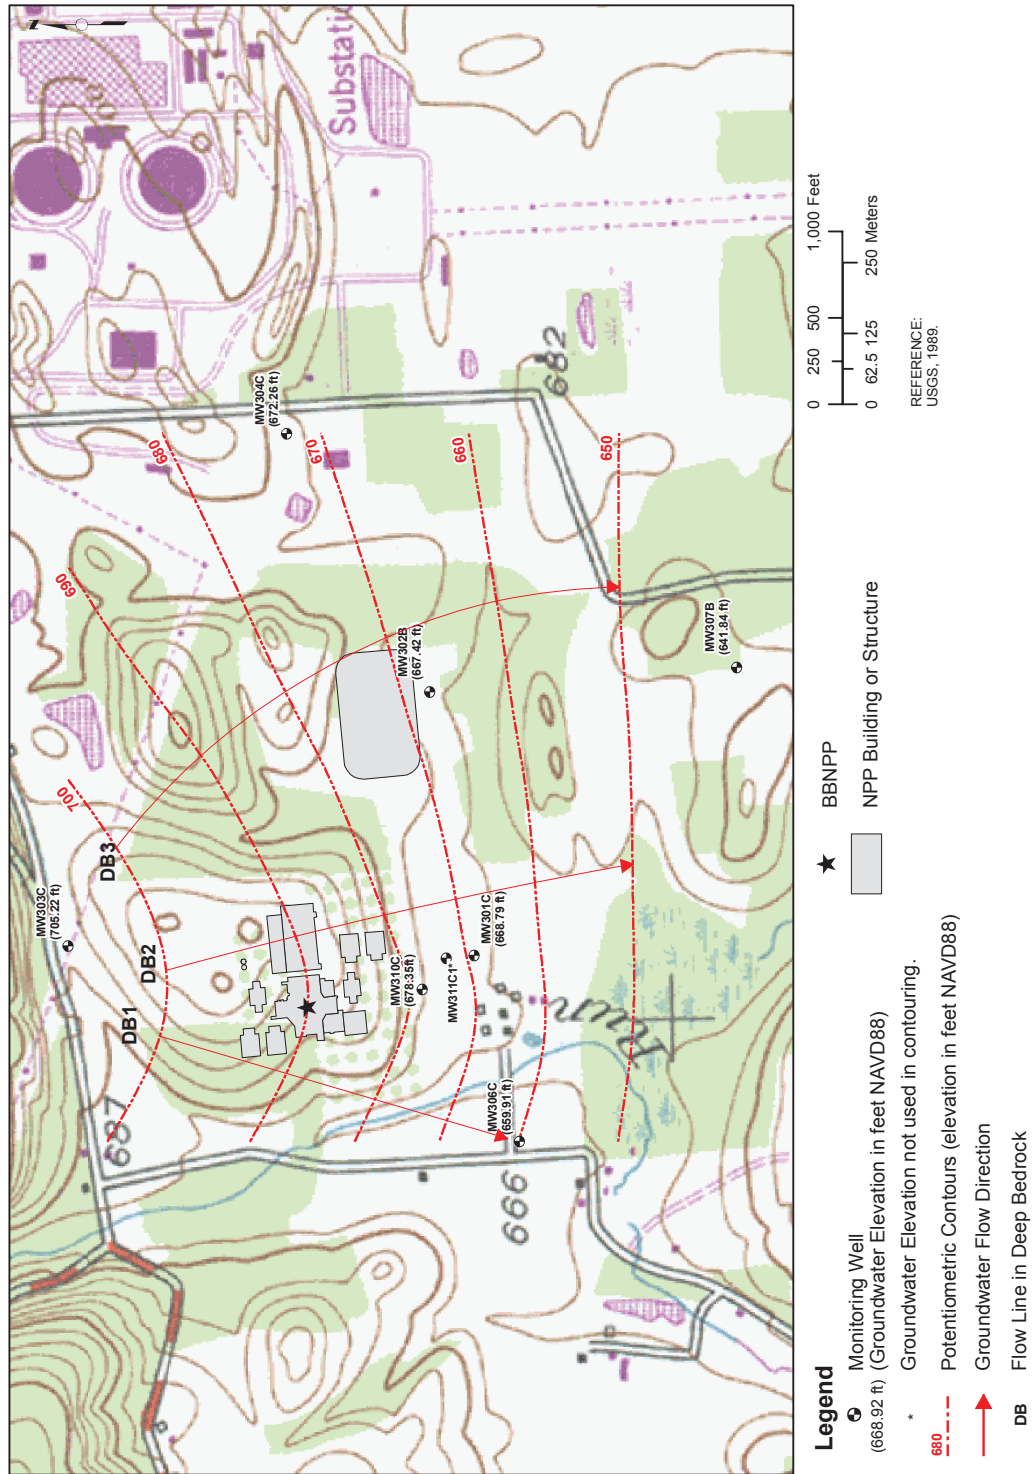 N
Substati
MW304C
(672.26 ft)
682
680
670
660
650
690
700
MW302B
(667.42 ft)
MW307B
(641.84 ft)
DB3
DB2
DB1
MW303C
(705.22 ft)
MW310C
(678.35ft)
MW311C1*
MW301C
(668.79 ft)
MW306C
(659.91 ft)
687
666
Run
0 250 500 1,000 Feet
0 62.5 125 250 Meters
REFERENCE:
USGS, 1989.
Legend
Monitoring Well
(668.92 ft) (Groundwater Elevation in feet NAVD88)
* Groundwater Elevation not used in contouring.
680 Potentiometric Contours (elevation in feet NAVD88)
Groundwater Flow Direction
DB Flow Line in Deep Bedrock
BBNPP
NPP Building or Structure